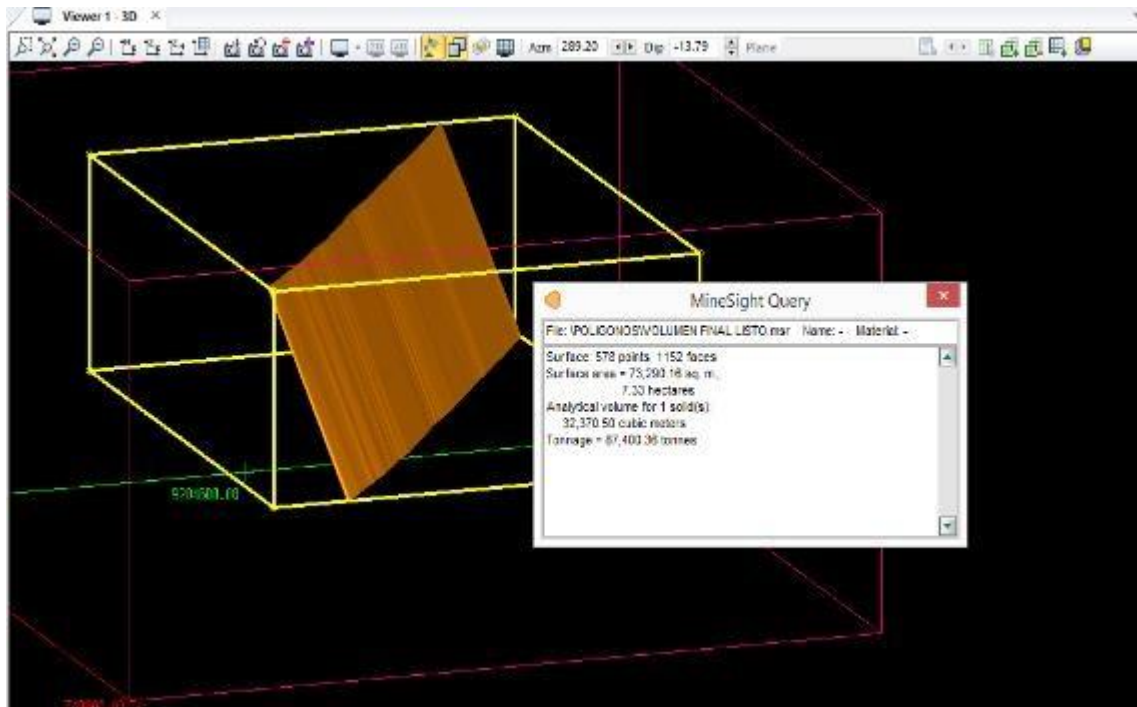 Viewer 1 - 3D
Azm 289.20 Dip -13.79 Plane
MineSight Query
File: \POLIGONOS\VOLUMEN FINAL LISTO.msr Name: - Material: -
Surface: 578 points, 1152 faces
Surface area = 73,290.16 sq. m.,
7.33 hectares
Analytical volume for 1 solid(s)
32,370.50 cubic meters
Tonnage = 87,400.36 tonnes